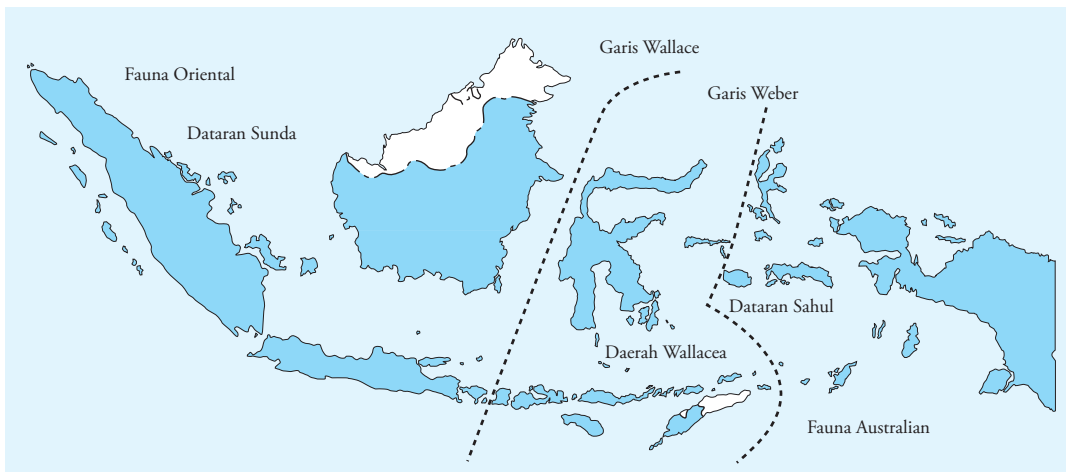 Garis Wallace
Fauna Oriental
Garis Weber
Dataran Sunda
Dataran Sahul
Daerah Wallacea
Fauna Australian